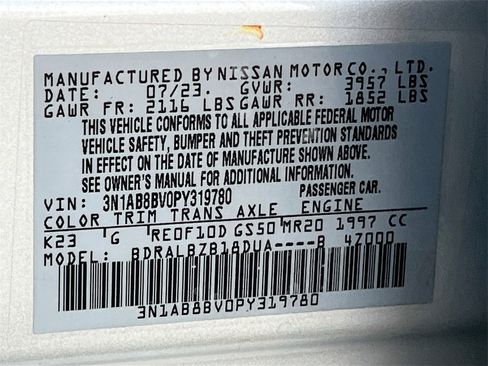 MANUFACTURED BY NISSAN MOTOR CO., LTD.
DATE: 07/23. GVWR: 3957 LBS
GAWR FR: 2116 LBS GAWR RR: 1852 LBS
THIS VEHICLE CONFORMS TO ALL APPLICABLE FEDERAL MOTOR
VEHICLE SAFETY, BUMPER AND THEFT PREVENTION STANDARDS
IN EFFECT ON THE DATE OF MANUFACTURE SHOWN ABOVE.
SEE OWNER'S MANUAL FOR ADDITIONAL INFORMATION.
VIN: 3N1AB8BV0PY319780 PASSENGER CAR.
COLOR TRIM TRANS AXLE ENGINE
K23 G RE0F10D GS50 MR20 1997 CC
MODEL: BDRALBZB18DUA----B 47000
3N1AB8BV0PY319780